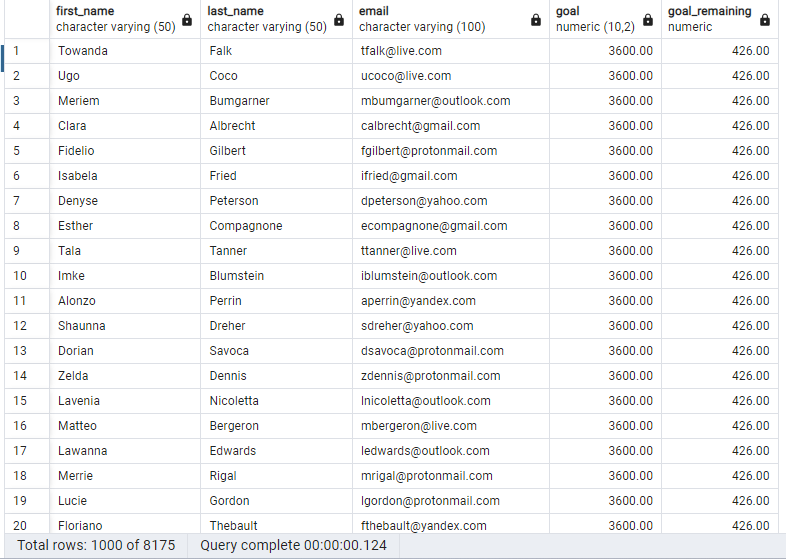 first_name last_name email goal goal_remaining
character varying (50) character varying (50) character varying (100) numeric (10,2) numeric
1 Towanda Falk tfalk@live.com 3600.00 426.00
2 Ugo Coco ucoco@live.com 3600.00 426.00
3 Meriem Bumgarner mbumgarner@outlook.com 3600.00 426.00
4 Clara Albrecht calbrecht@gmail.com 3600.00 426.00
5 Fidelio Gilbert fgilbert@protonmail.com 3600.00 426.00
6 Isabela Fried ifried@gmail.com 3600.00 426.00
7 Denyse Peterson dpeterson@yahoo.com 3600.00 426.00
8 Esther Compagnone ecompagnone@gmail.com 3600.00 426.00
9 Tala Tanner ttanner@live.com 3600.00 426.00
10 Imke Blumstein iblumstein@outlook.com 3600.00 426.00
11 Alonzo Perrin aperrin@yandex.com 3600.00 426.00
12 Shaunna Dreher sdreher@yahoo.com 3600.00 426.00
13 Dorian Savoca dsavoca@protonmail.com 3600.00 426.00
14 Zelda Dennis zdennis@protonmail.com 3600.00 426.00
15 Lavenia Nicoletta lnicoletta@outlook.com 3600.00 426.00
16 Matteo Bergeron mbergeron@live.com 3600.00 426.00
17 Lawanna Edwards ledwards@outlook.com 3600.00 426.00
18 Merrie Rigal mrigal@protonmail.com 3600.00 426.00
19 Lucie Gordon lgordon@protonmail.com 3600.00 426.00
20 Floriano Thebault fthebault@yandex.com 3600.00 426.00
Total rows: 1000 of 8175 Query complete 00:00:00.124